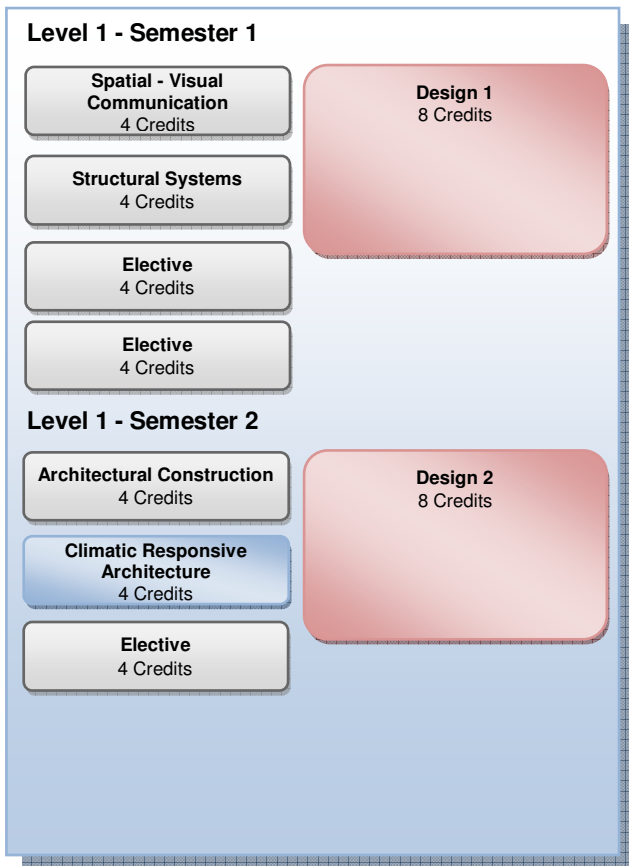 Level 1 - Semester 1
Spatial - Visual
Communication
4 Credits
Design 1
8 Credits
Structural Systems
4 Credits
Elective
4 Credits
Elective
4 Credits
Level 1 - Semester 2
Architectural Construction
4 Credits
Design 2
8 Credits
Climatic Responsive
Architecture
4 Credits
Elective
4 Credits